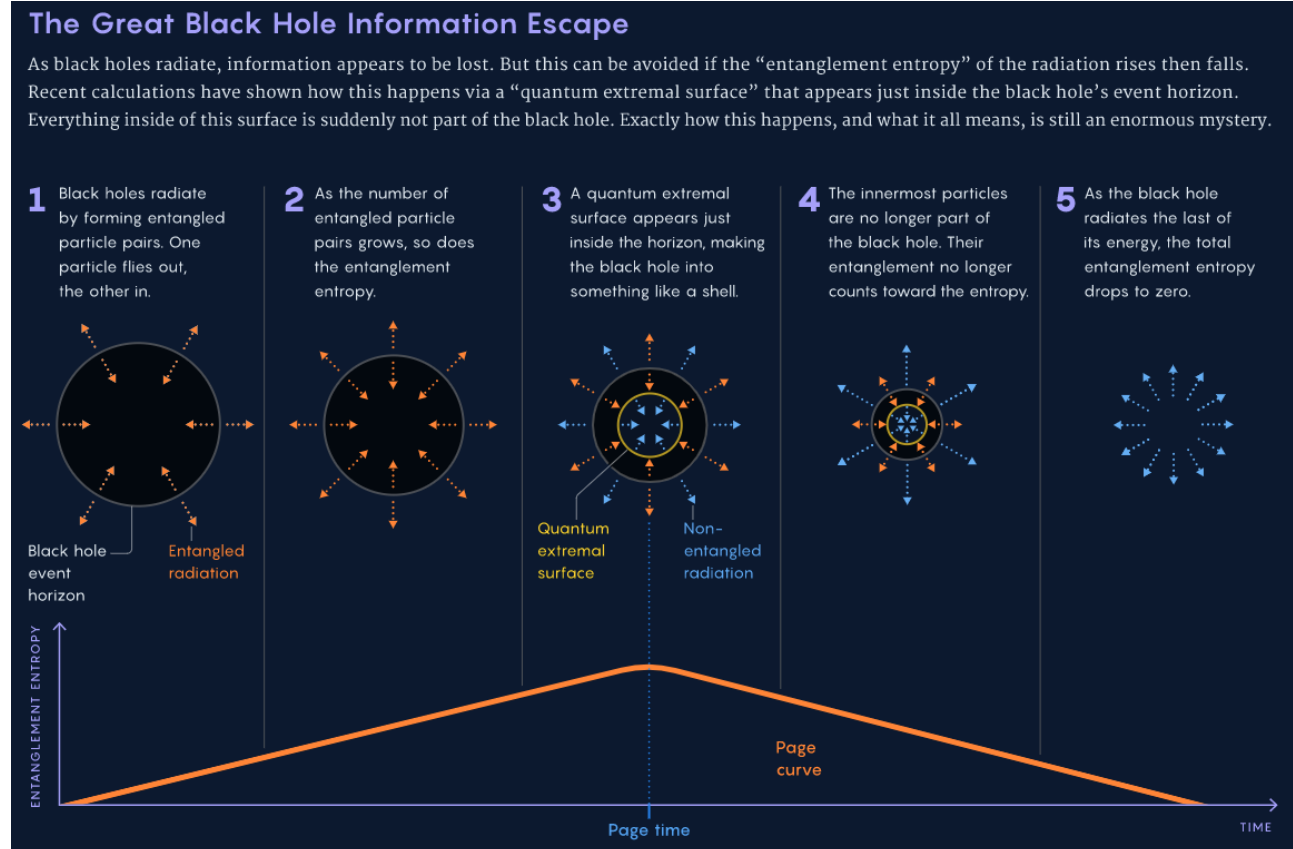 The Great Black Hole Information Escape
As black holes radiate, information appears to be lost. But this can be avoided if the “entanglement entropy” of the radiation rises then falls.
Recent calculations have shown how this happens via a “quantum extremal surface” that appears just inside the black hole’s event horizon.
Everything inside of this surface is suddenly not part of the black hole. Exactly how this happens, and what it all means, is still an enormous mystery.
1
Black holes radiate
by forming entangled
particle pairs. One
particle flies out,
the other in.
2
As the number of
entangled particle
pairs grows, so does
the entanglement
entropy.
3
A quantum extremal
surface appears just
inside the horizon, making
the black hole into
something like a shell.
4
The innermost particles
are no longer part of
the black hole. Their
entanglement no longer
counts toward the entropy.
5
As the black hole
radiates the last of
its energy, the total
entanglement entropy
drops to zero.
Black hole
event
horizon
Entangled
radiation
Quantum
extremal
surface
Non-
entangled
radiation
ENTANGLEMENT ENTROPY
Page
curve
Page time
TIME